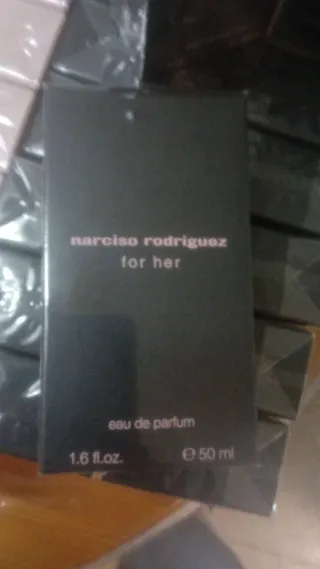 narciso rodriguez
for her
eau de parfum
1.6 fl.oz. ℮ 50 ml